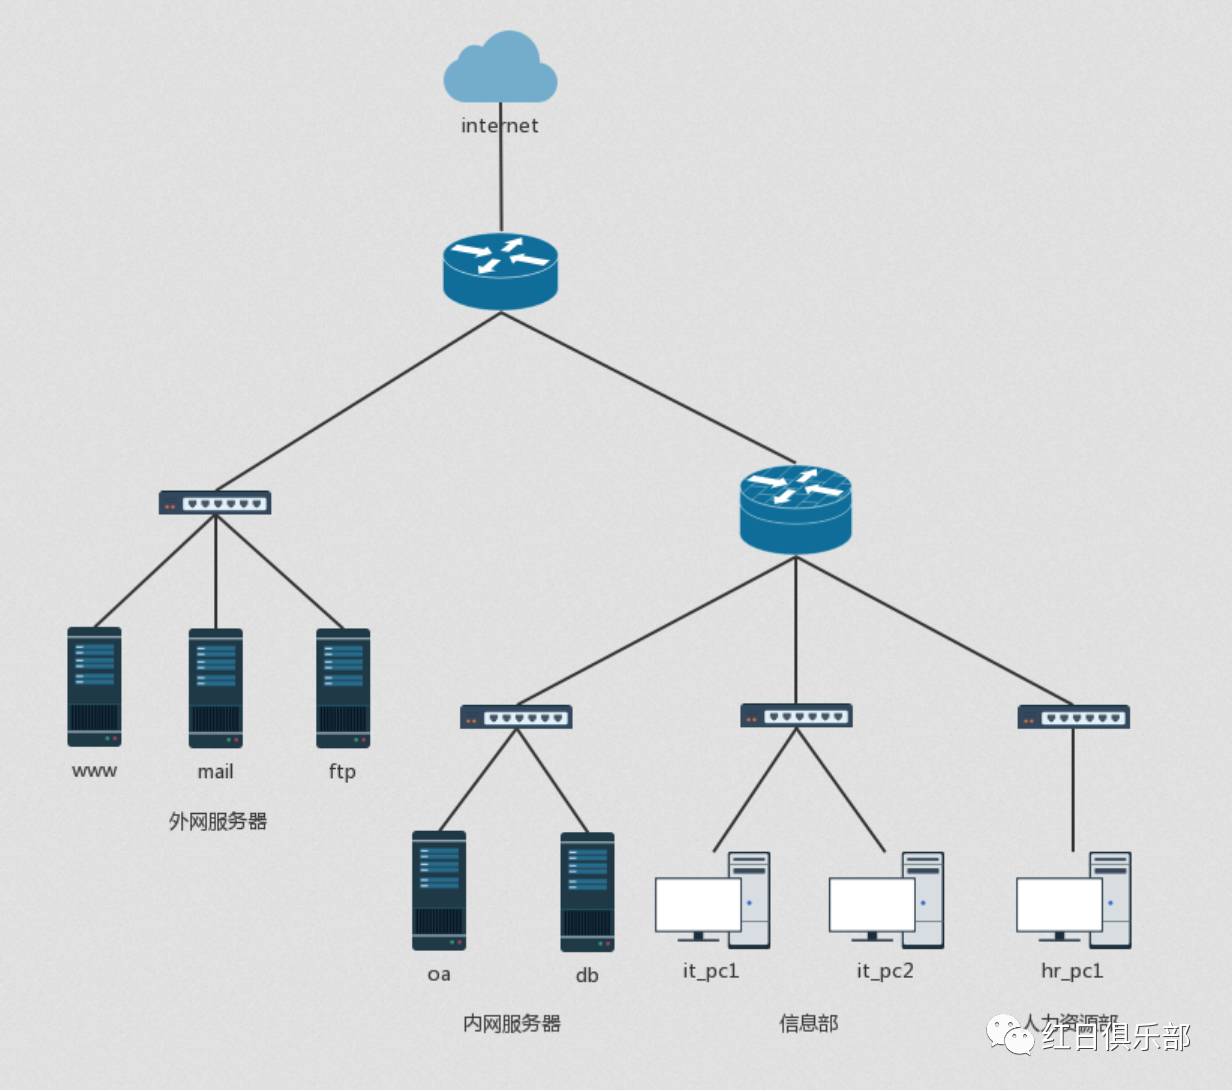 internet
www
mail
ftp
外网服务器
oa
db
it_pc1
it_pc2
hr_pc1
内网服务器
信息部
人力资源部
红日俱乐部